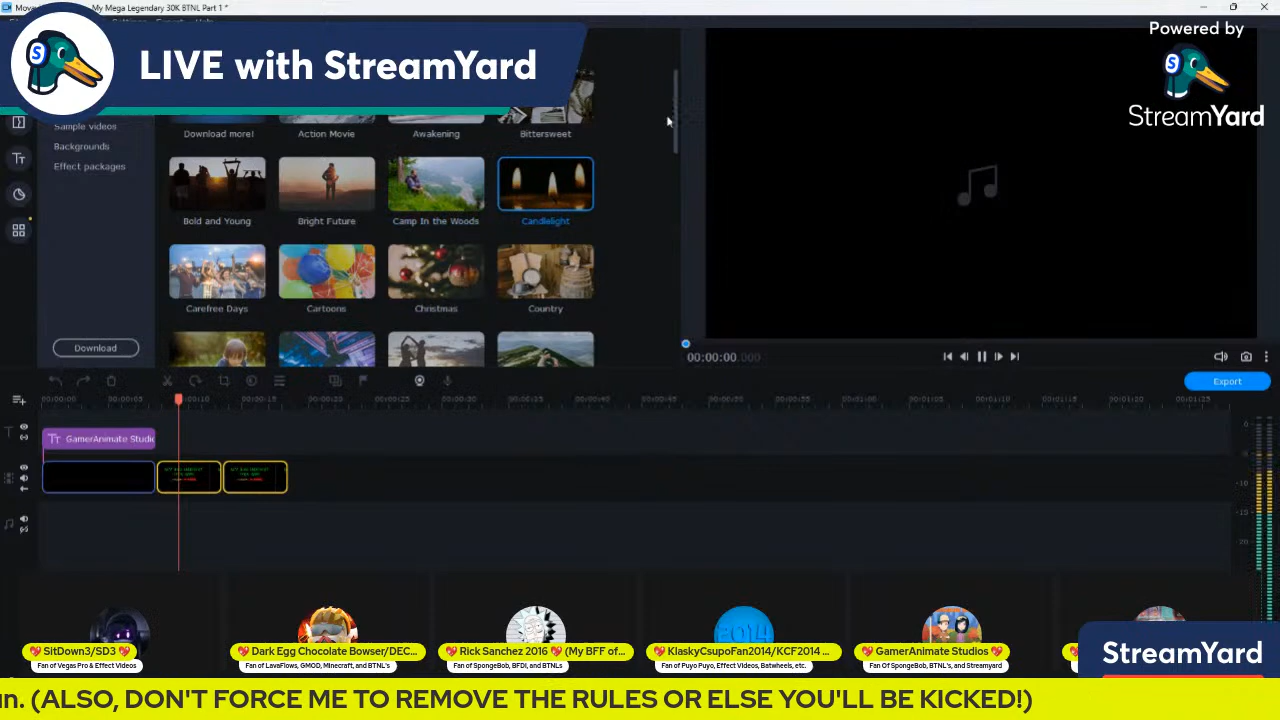 My Mega Legendary 30K BTNL Part 1 *
LIVE with StreamYard
Powered by
StreamYard
Sample videos
Backgrounds
Effect packages
Download more!
Action Movie
Awakening
Bittersweet
Bold and Young
Bright Future
Camp In the Woods
Candlelight
Carefree Days
Cartoons
Christmas
Country
Download
00:00:00.000
Export
GamerAnimate Studio
💖 SitDown3/SD3 💖
Fan of Vegas Pro & Effect Videos
💖 Dark Egg Chocolate Bowser/DEC...
Fan of LavaFlows, GMOD, Minecraft, and BTNL's
💖 Rick Sanchez 2016 💖 (My BFF of...
Fan of SpongeBob, BFDI, and BTNLs
2014
💖 KlaskyCsupoFan2014/KCF2014 ...
Fan of Puyo Puyo, Effect Videos, Batwheels, etc.
💖 GamerAnimate Studios 💖
Fan Of SpongeBob, BTNL's, and Streamyard
StreamYard
n. (ALSO, DON'T FORCE ME TO REMOVE THE RULES OR ELSE YOU'LL BE KICKED!)